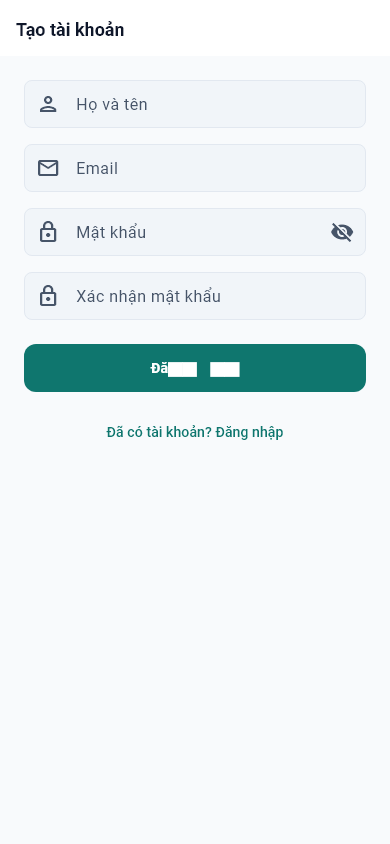 Tạo tài khoản
Họ và tên
Email
Mật khẩu
Xác nhận mật khẩu
Đã có tài khoản? Đăng nhập